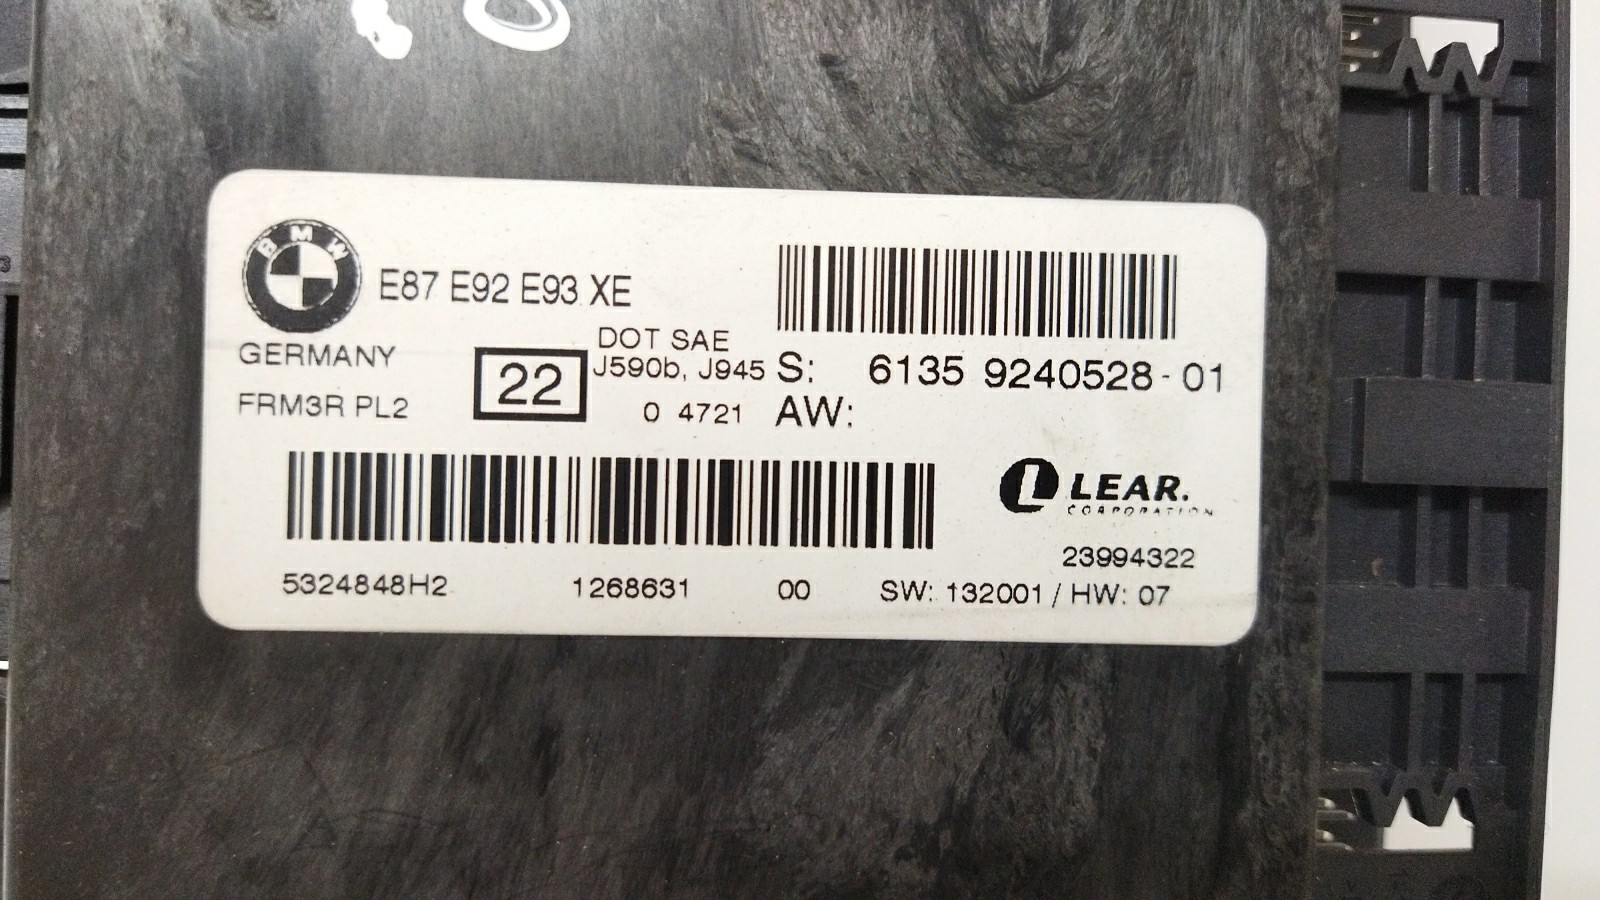 BMW
E87 E92 E93 XE
GERMANY
FRM3R PL2
22
DOT SAE
J590b, J945
0 4721
S: 6135 9240528-01
AW:
LEAR.
CORPORATION
23994322
5324848H2 1268631 00 SW: 132001 / HW: 07